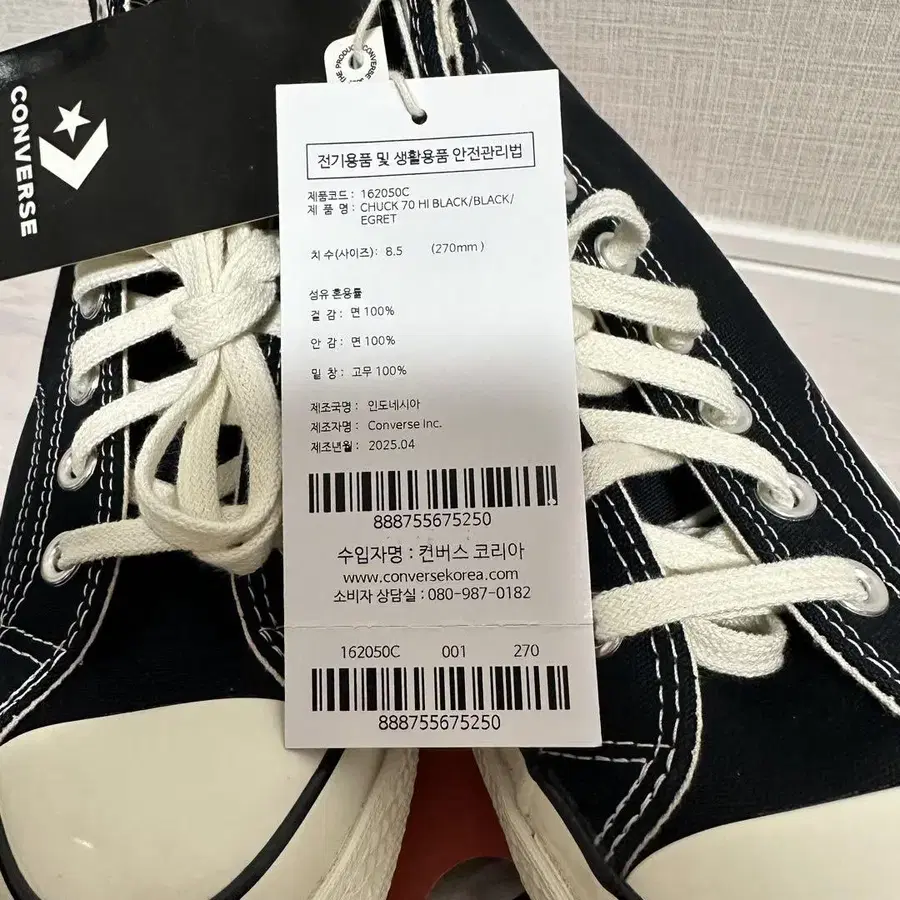 CONVERSE
THE PRODUC
CONVERSE
전기용품 및 생활용품 안전관리법
제품코드 : 162050C
제 품 명 : CHUCK 70 HI BLACK/BLACK/
EGRET
치 수(사이즈) : 8.5 (270mm )
섬유 혼용률
겉 감 : 면 100%
안 감 : 면 100%
밑 창 : 고무 100%
제조국명 : 인도네시아
제조자명 : Converse Inc.
제조년월 : 2025.04
888755675250
수입자명 : 컨버스 코리아
www.conversekorea.com
소비자 상담실 : 080-987-0182
162050C 001 270
888755675250